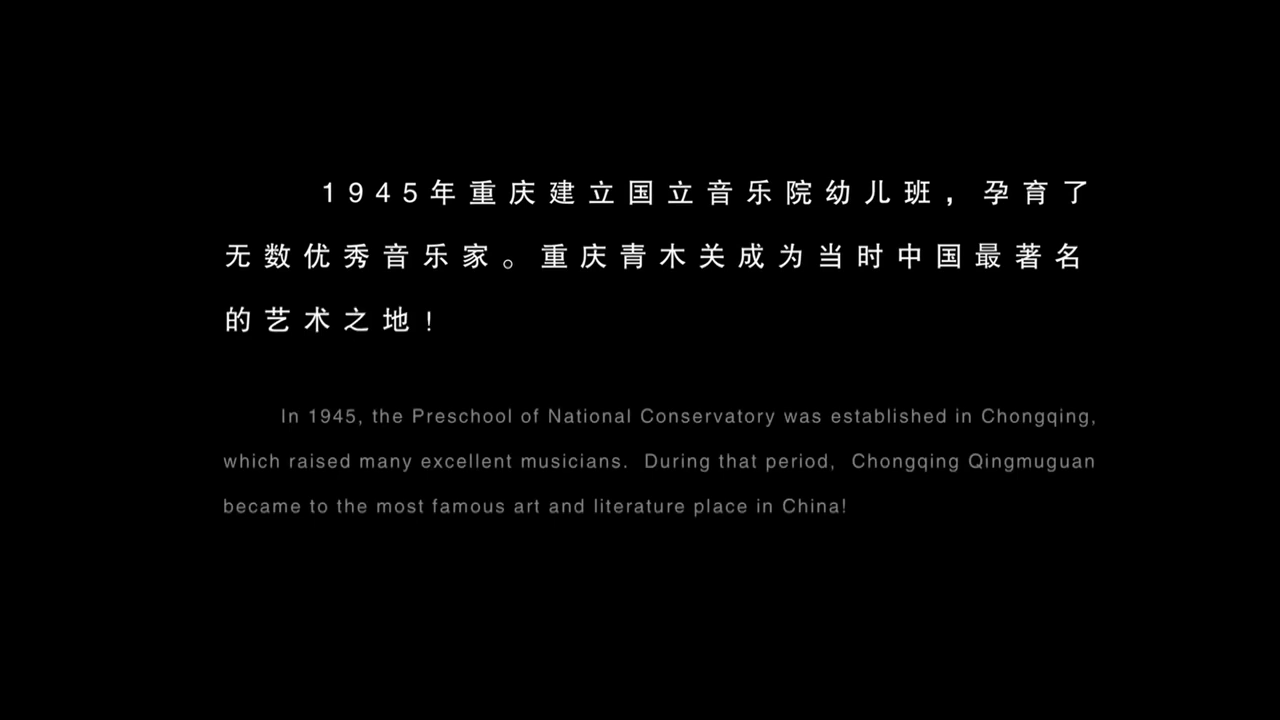 1945年重庆建立国立音乐院幼儿班，孕育了
无数优秀音乐家。重庆青木关成为当时中国最著名
的艺术之地!
In 1945, the Preschool of National Conservatory was established in Chongqing,
which raised many excellent musicians. During that period, Chongqing Qingmuguan
became to the most famous art and literature place in China!